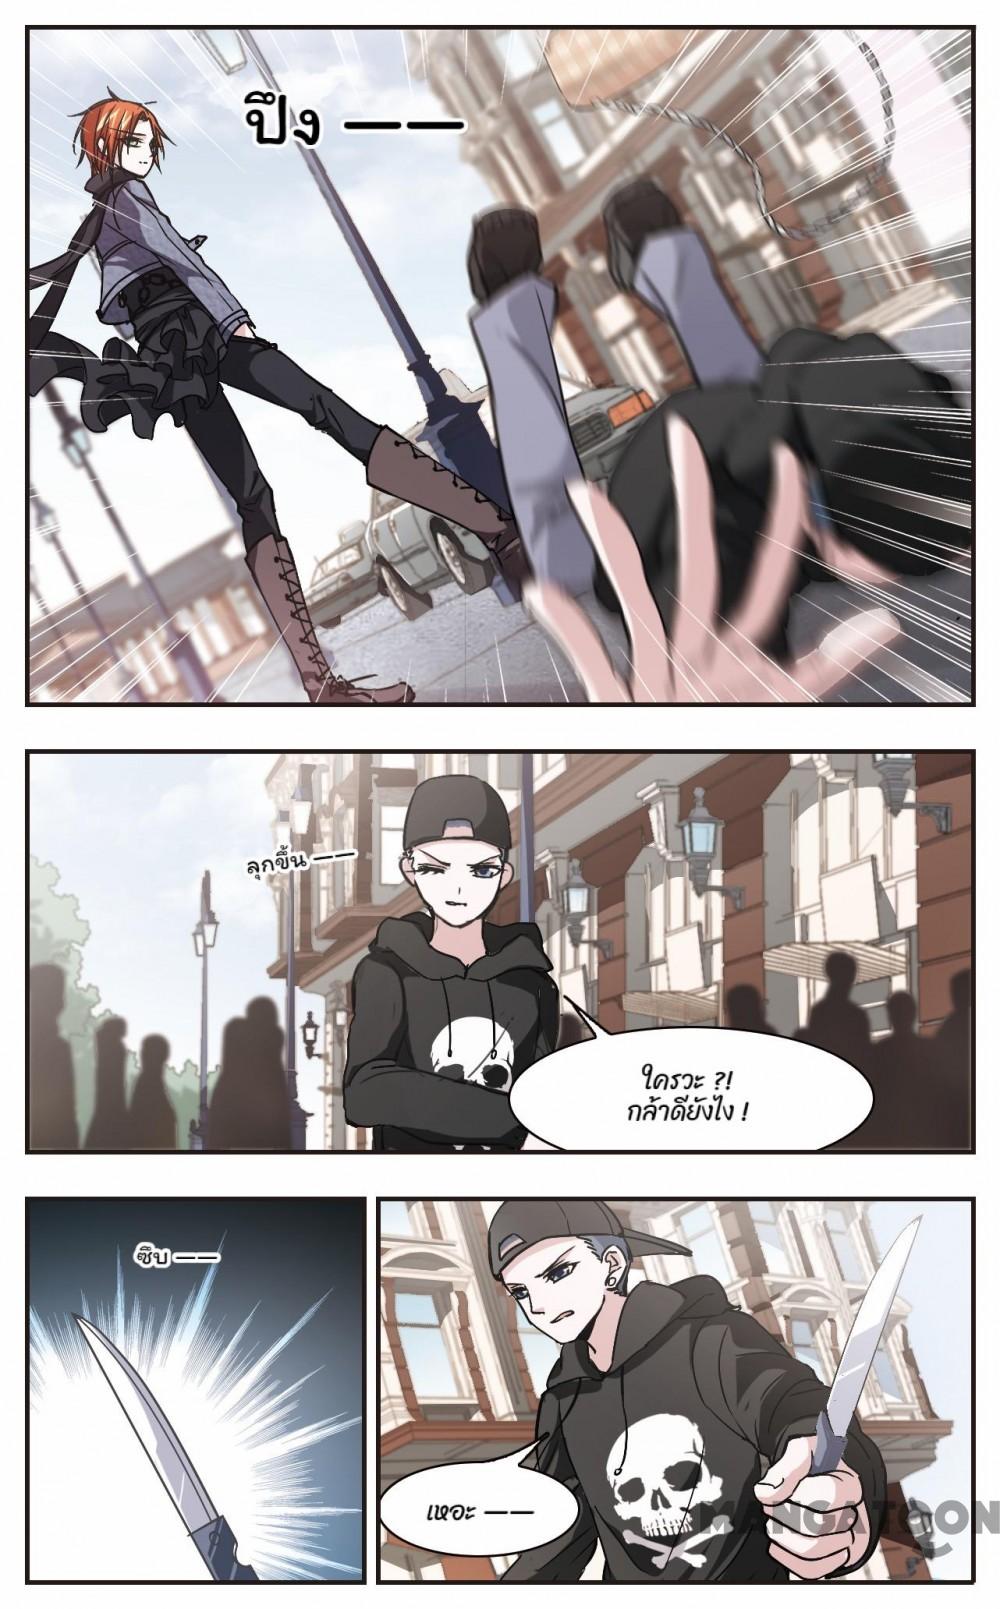 ปึง ——
ลุกขึ้น ——
ใครวะ ?!
กล้าดียังไง !
ซึบ ——
เหอะ ——
MANGATOON